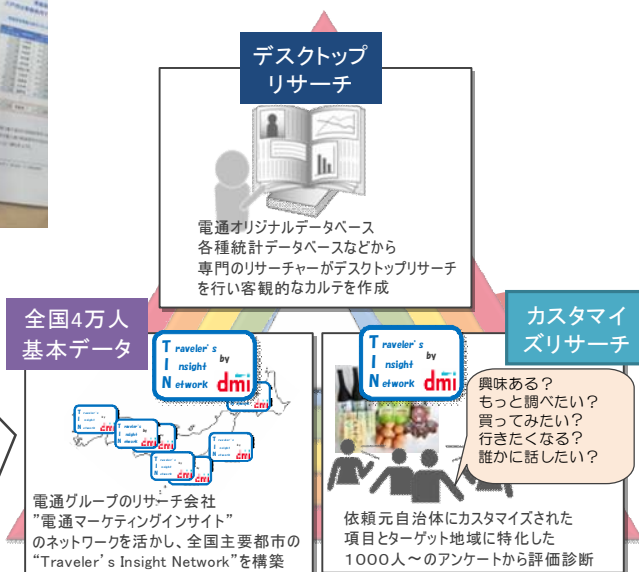 デスクトップ
リサーチ
電通オリジナルデータベース
各種統計データベースなどから
専門のリサーチャーがデスクトップリサーチ
を行い客観的なカルテを作成
全国4万人
基本データ
Traveler's
Insight
Network
by
dmi
電通グループのリサーチ会社
”電通マーケティングインサイト”
のネットワークを活かし、全国主要都市の
“Traveler's Insight Network”を構築
カスタマイ
ズリサーチ
Traveler's
Insight
Network
by
dmi
興味ある？
もっと調べたい？
買ってみたい？
行きたくなる？
誰かに話したい？
依頼元自治体にカスタマイズされた
項目とターゲット地域に特化した
１０００人～のアンケートから評価診断